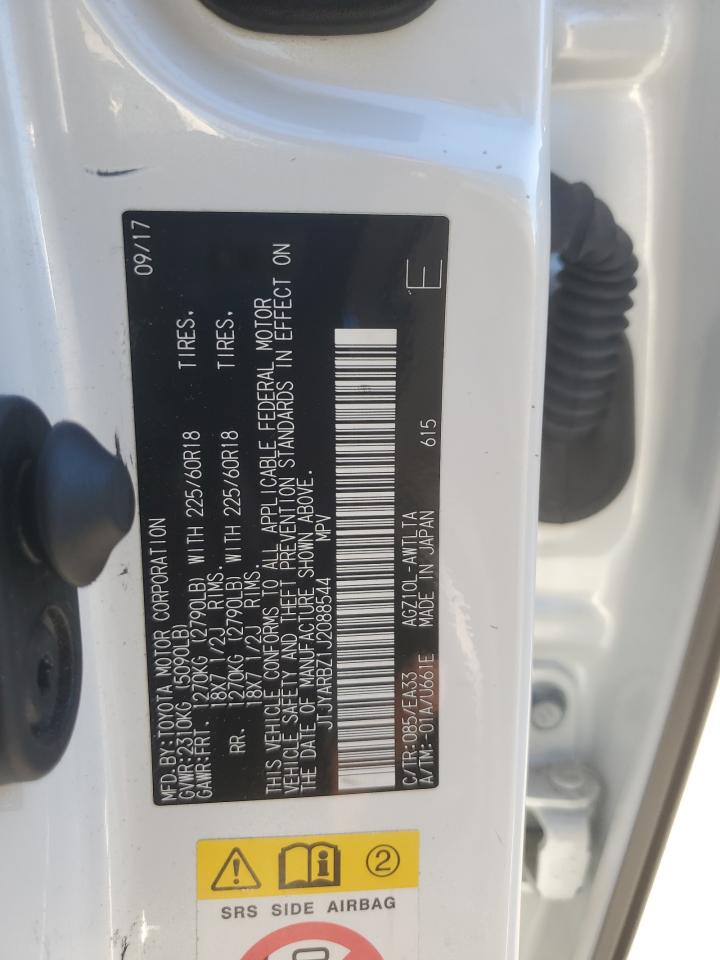 MFD.BY:TOYOTA MOTOR CORPORATION 09/17
GVWR:2310KG (5090LB)
GAWR:FRT. 1270KG (2790LB) WITH 225/60R18 TIRES.
18X7 1/2J RIMS.
RR. 1270KG (2790LB) WITH 225/60R18 TIRES.
18X7 1/2J RIMS.
THIS VEHICLE CONFORMS TO ALL APPLICABLE FEDERAL MOTOR
VEHICLE SAFETY AND THEFT PREVENTION STANDARDS IN EFFECT ON
THE DATE OF MANUFACTURE SHOWN ABOVE.
JTJYARBZ1J2088544 MPV
C/TR:085/EA33 AGZ10L-AWTLTA 615 E
A/TM:-01A/U661E MADE IN JAPAN
2
SRS SIDE AIRBAG